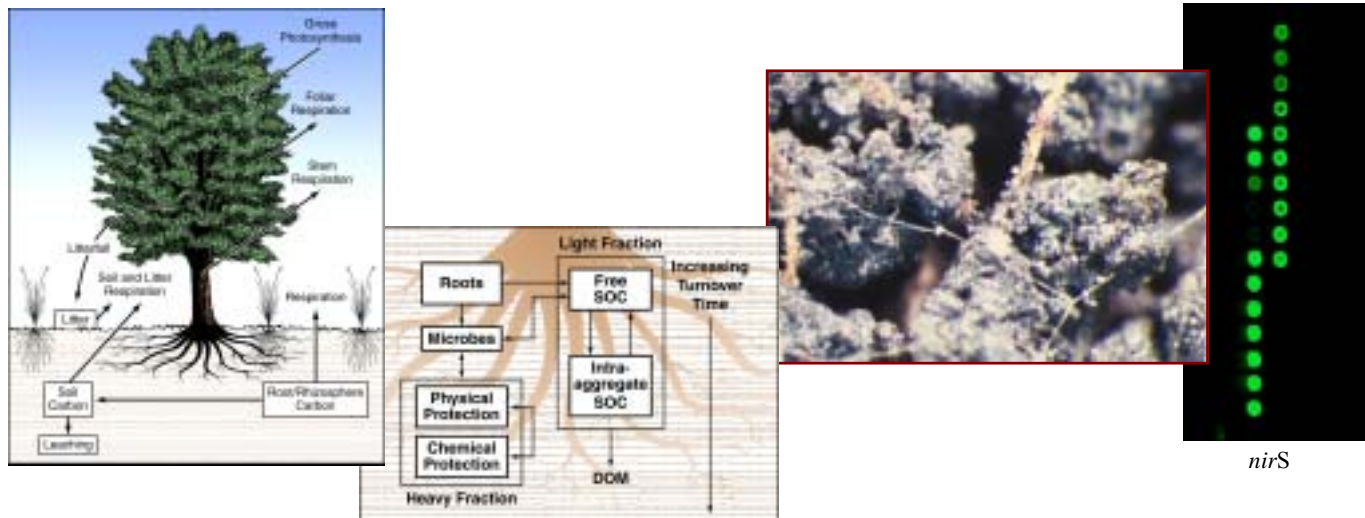 Gross
Photosynthesis
Foliar
Respiration
Stem
Respiration
Litterfall
Soil and Litter
Respiration
Respiration
Litter
Soil
Carbon
Root/Rhizosphere
Carbon
Leaching
Light Fraction
Roots
Free
SOC
Increasing
Turnover
Time
Microbes
Intra-
aggregate
SOC
Physical
Protection
Chemical
Protection
DOM
Heavy Fraction
nirS